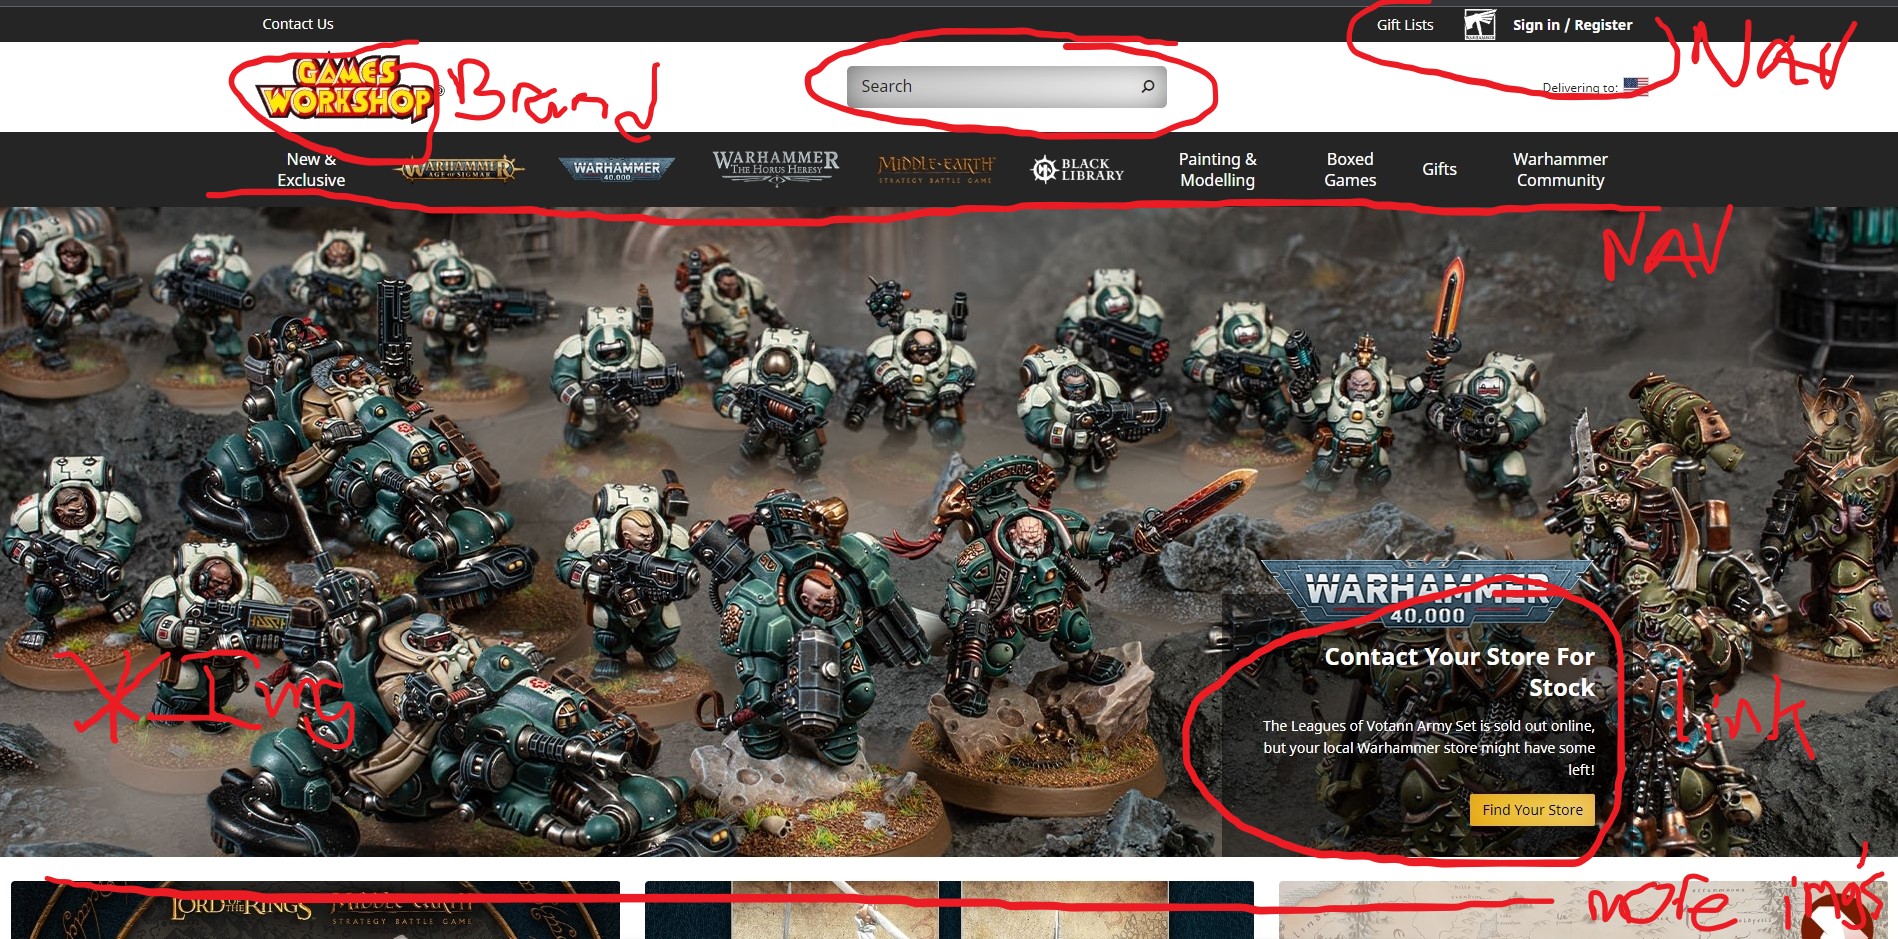 Contact Us
Gift Lists
Sign in / Register
Nav
GAMES
WORKSHOP
®
Brand
Search
Delivering to:
New &
Exclusive
WARHAMMER
AGE OF SIGMAR
WARHAMMER
40,000
WARHAMMER
THE HORUS HERESY
MIDDLE-EARTH
STRATEGY BATTLE GAME
BLACK
LIBRARY
Painting &
Modelling
Boxed
Games
Gifts
Warhammer
Community
NAV
WARHAMMER
40,000
Contact Your Store For
Stock
The Leagues of Votann Army Set is sold out online,
but your local Warhammer store might have some
left!
Find Your Store
Img
Link
more img's
LORD OF THE RINGS
MIDDLE-EARTH
STRATEGY BATTLE GAME